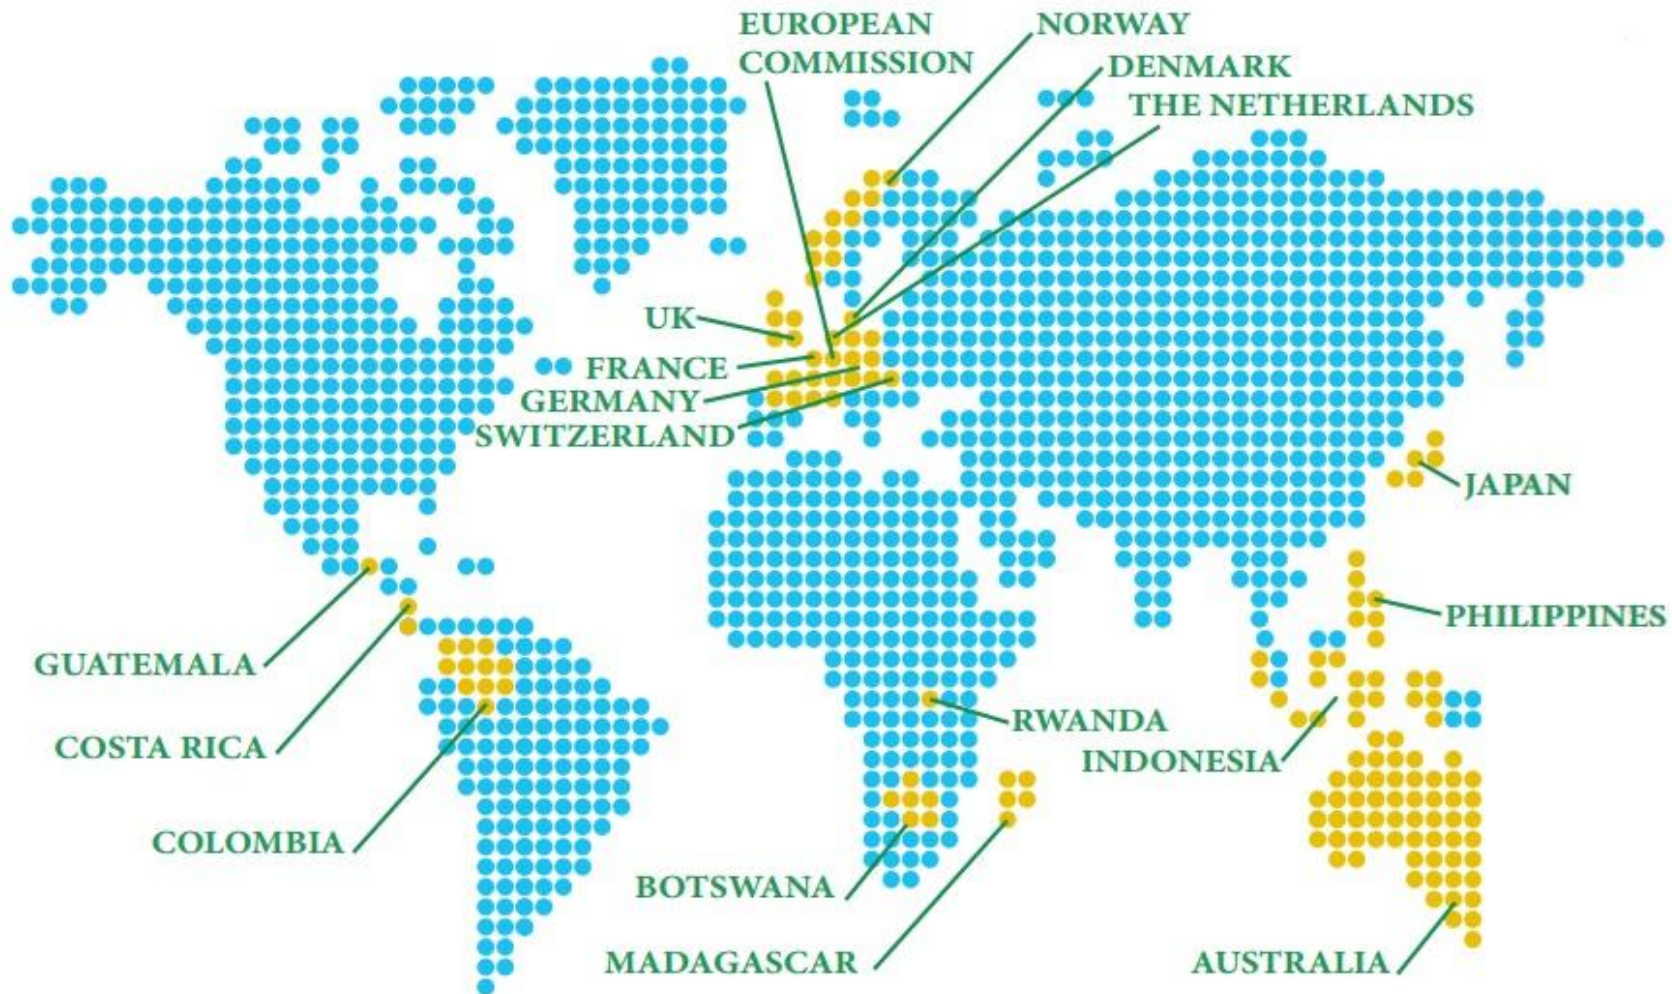 EUROPEAN
COMMISSION
NORWAY
DENMARK
THE NETHERLANDS
UK
FRANCE
GERMANY
SWITZERLAND
JAPAN
PHILIPPINES
GUATEMALA
COSTA RICA
COLOMBIA
RWANDA
INDONESIA
BOTSWANA
MADAGASCAR
AUSTRALIA